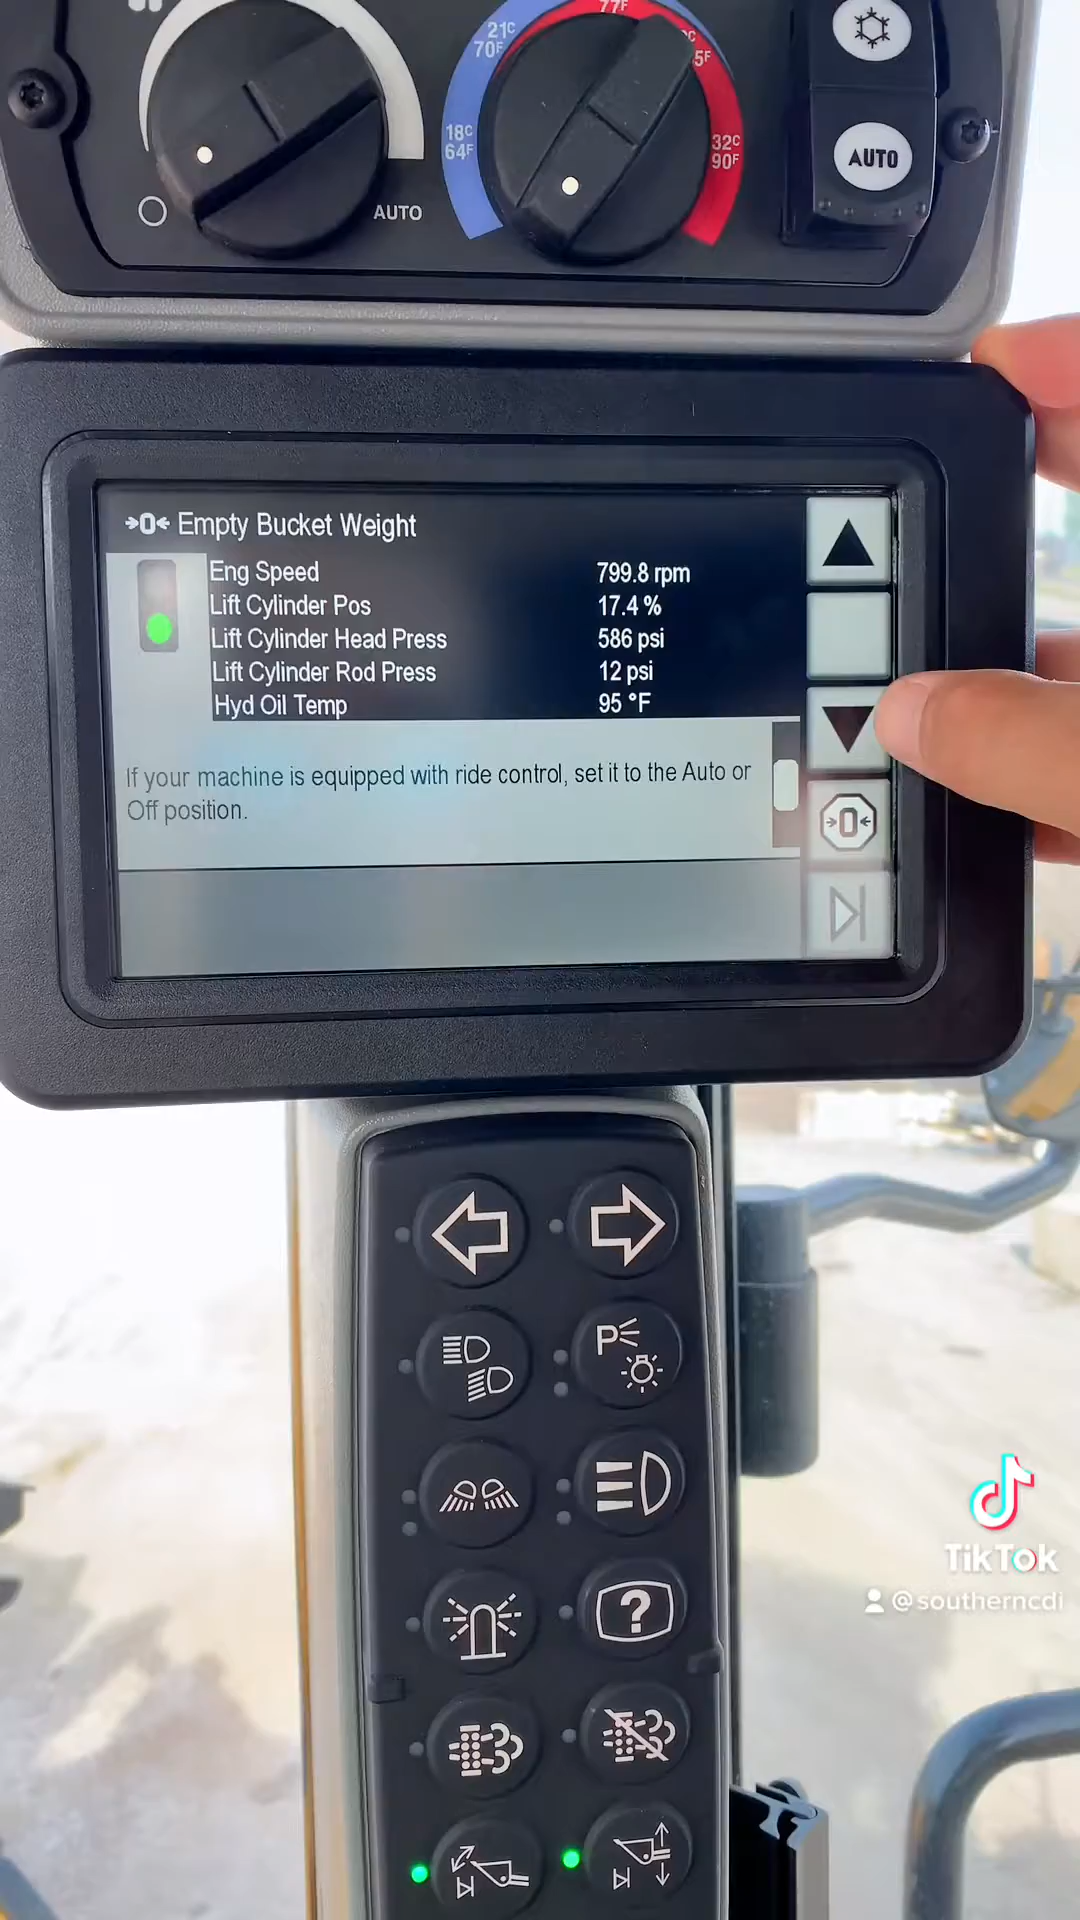 77F
21C
70F
5F
18C
64F
32C
90F
AUTO
AUTO
→0← Empty Bucket Weight
Eng Speed 799.8 rpm
Lift Cylinder Pos 17.4 %
Lift Cylinder Head Press 586 psi
Lift Cylinder Rod Press 12 psi
Hyd Oil Temp 95 °F
If your machine is equipped with ride control, set it to the Auto or
Off position.
→0←
P
?
TikTok
@southerncdi